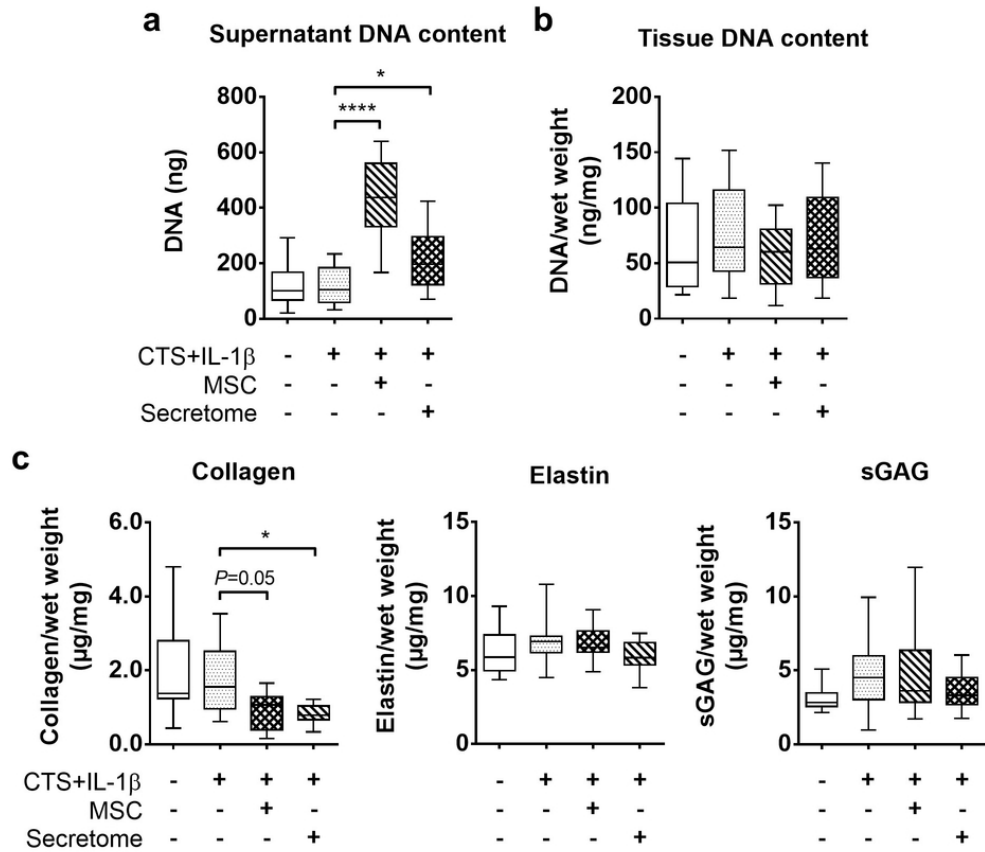 a
Supernatant DNA content
DNA (ng)
800
600
400
200
0
*
****
CTS+IL-1β - + + +
MSC - - + -
Secretome - - - +
b
Tissue DNA content
DNA/wet weight
(ng/mg)
200
150
100
50
0
- + + +
- - + -
- - - +
c
Collagen
Collagen/wet weight
(µg/mg)
6.0
4.0
2.0
0.0
*
P=0.05
CTS+IL-1β - + + +
MSC - - + -
Secretome - - - +
Elastin
Elastin/wet weight
(µg/mg)
15
10
5
0
- + + +
- - + -
- - - +
sGAG
sGAG/wet weight
(µg/mg)
15
10
5
0
- + + +
- - + -
- - - +